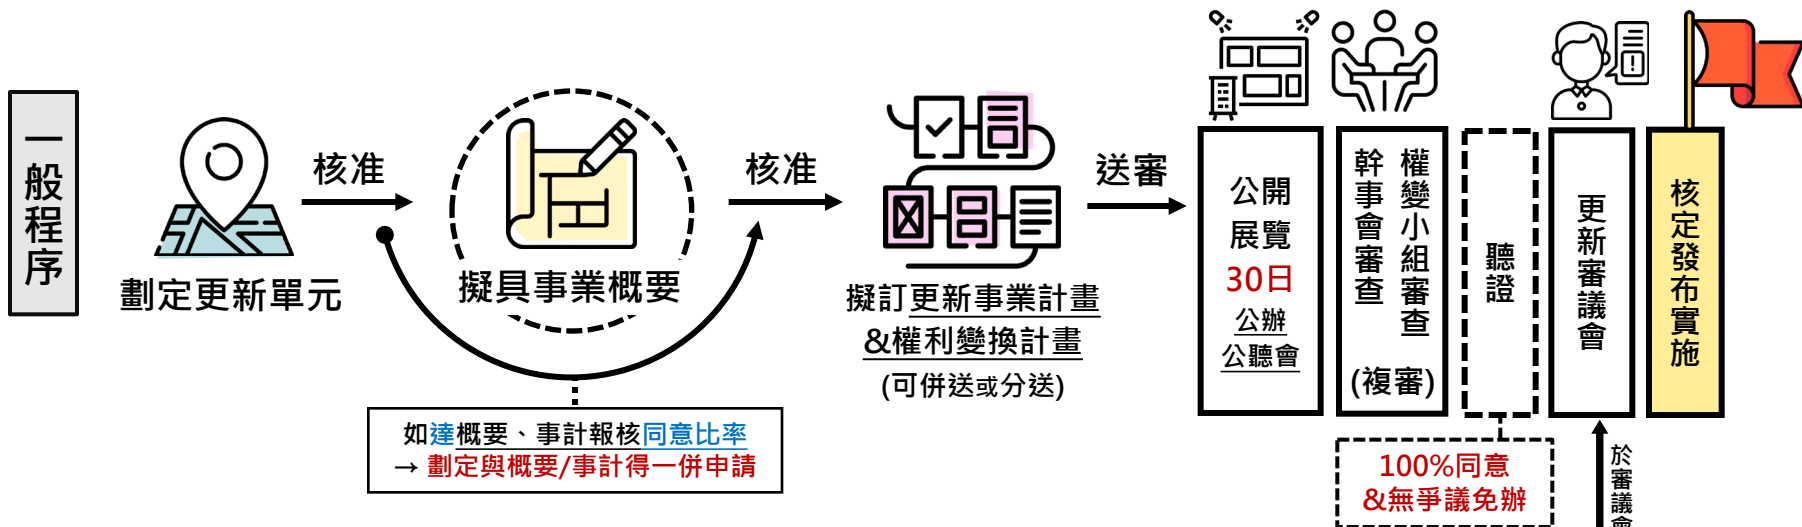 一般程序
劃定更新單元
核准
擬具事業概要
核准
如達概要、事計報核同意比率
→ 劃定與概要/事計得一併申請
擬訂更新事業計畫
&權利變換計畫
(可併送或分送)
送審
公開
展覽
30日
公辦
公聽會
幹事會審查
權變小組審查
(複審)
聽證
100%同意
&無爭議免辦
更新審議會
核定發布實施
於審議會